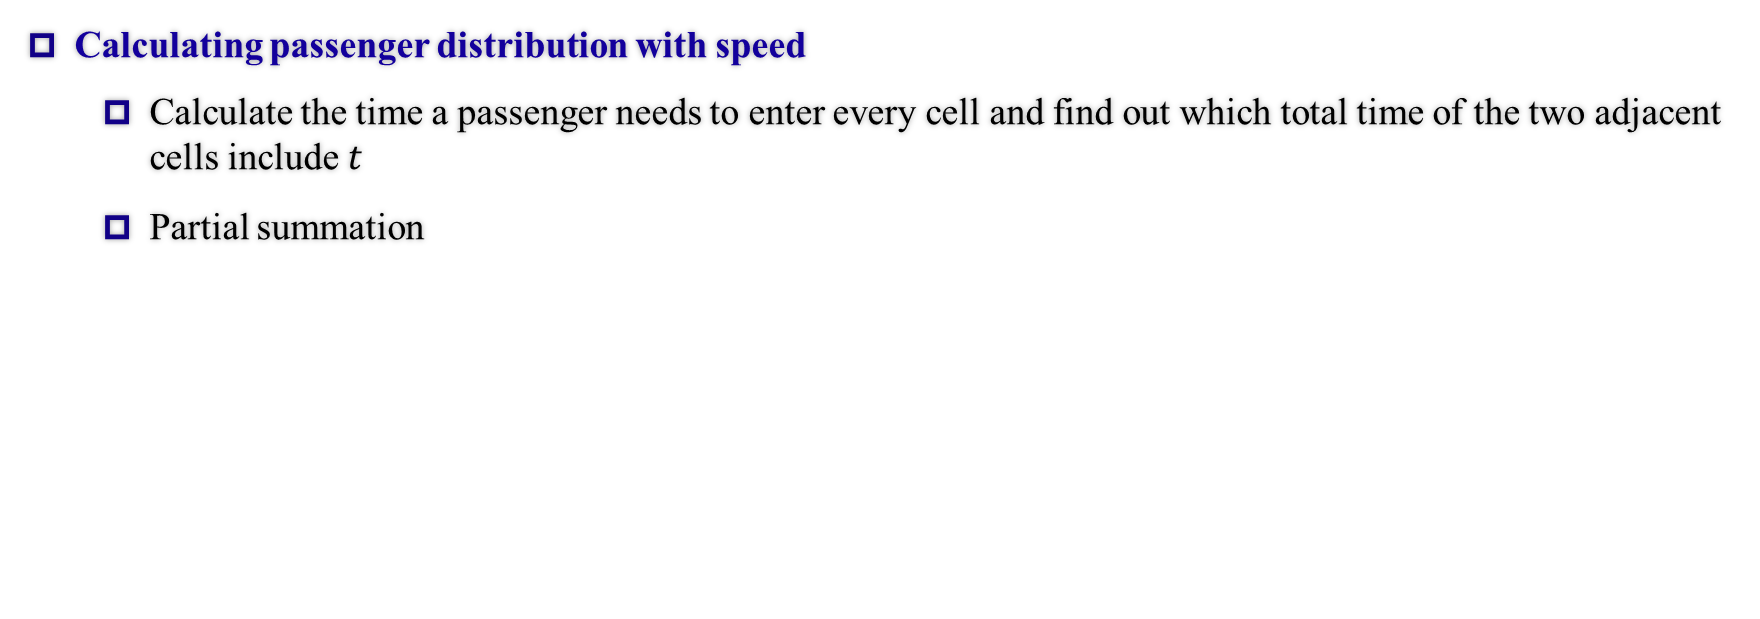 Calculating passenger distribution with speed
Calculate the time a passenger needs to enter every cell and find out which total time of the two adjacent
cells include t
Partial summation